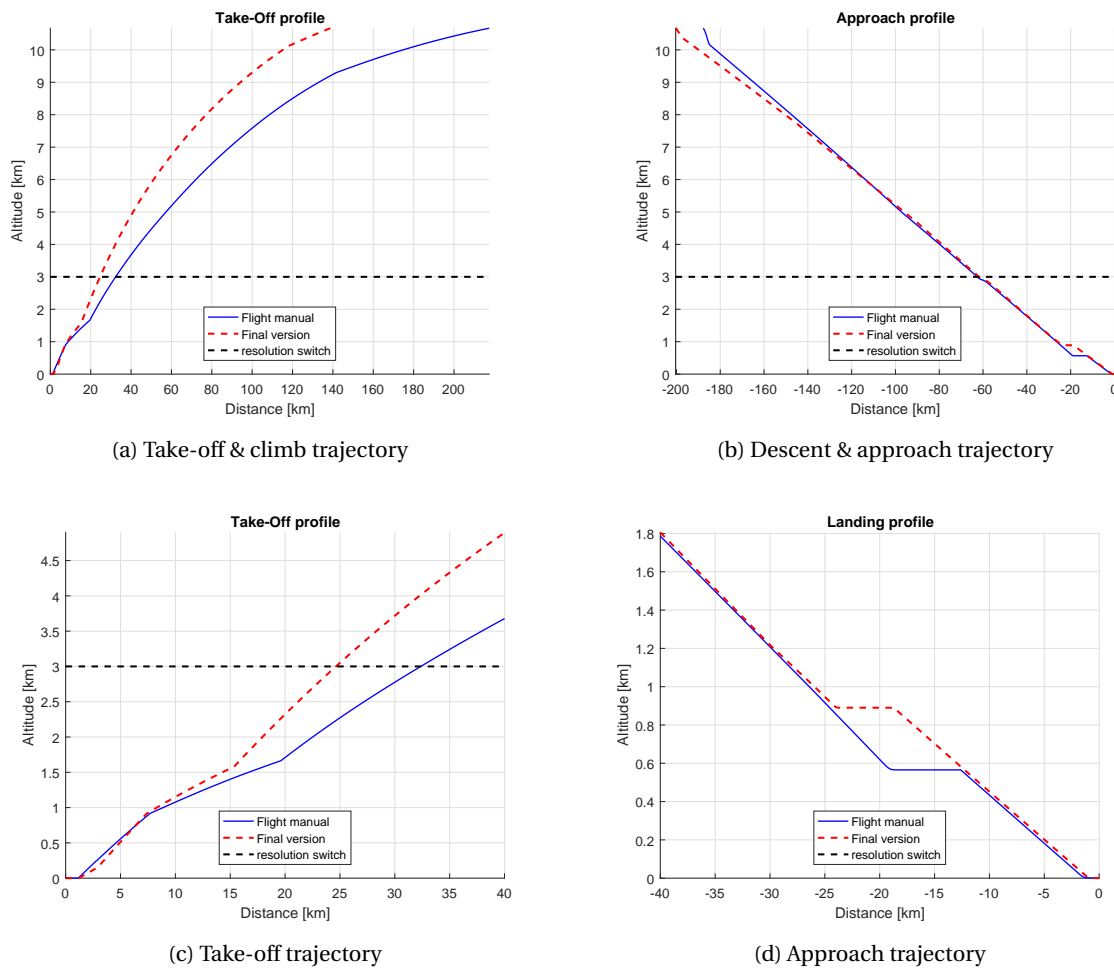 Take-Off profile
Altitude [km]
10
9
8
7
6
5
4
3
2
1
0
Flight manual
Final version
resolution switch
0 20 40 60 80 100 120 140 160 180 200
Distance [km]
(a) Take-off & climb trajectory
Approach profile
Altitude [km]
10
9
8
7
6
5
4
3
2
1
0
Flight manual
Final version
resolution switch
-200 -180 -160 -140 -120 -100 -80 -60 -40 -20 0
Distance [km]
(b) Descent & approach trajectory
Take-Off profile
Altitude [km]
4.5
4
3.5
3
2.5
2
1.5
1
0.5
0
Flight manual
Final version
resolution switch
0 5 10 15 20 25 30 35 40
Distance [km]
(c) Take-off trajectory
Landing profile
Altitude [km]
1.8
1.6
1.4
1.2
1
0.8
0.6
0.4
0.2
0
Flight manual
Final version
resolution switch
-40 -35 -30 -25 -20 -15 -10 -5 0
Distance [km]
(d) Approach trajectory